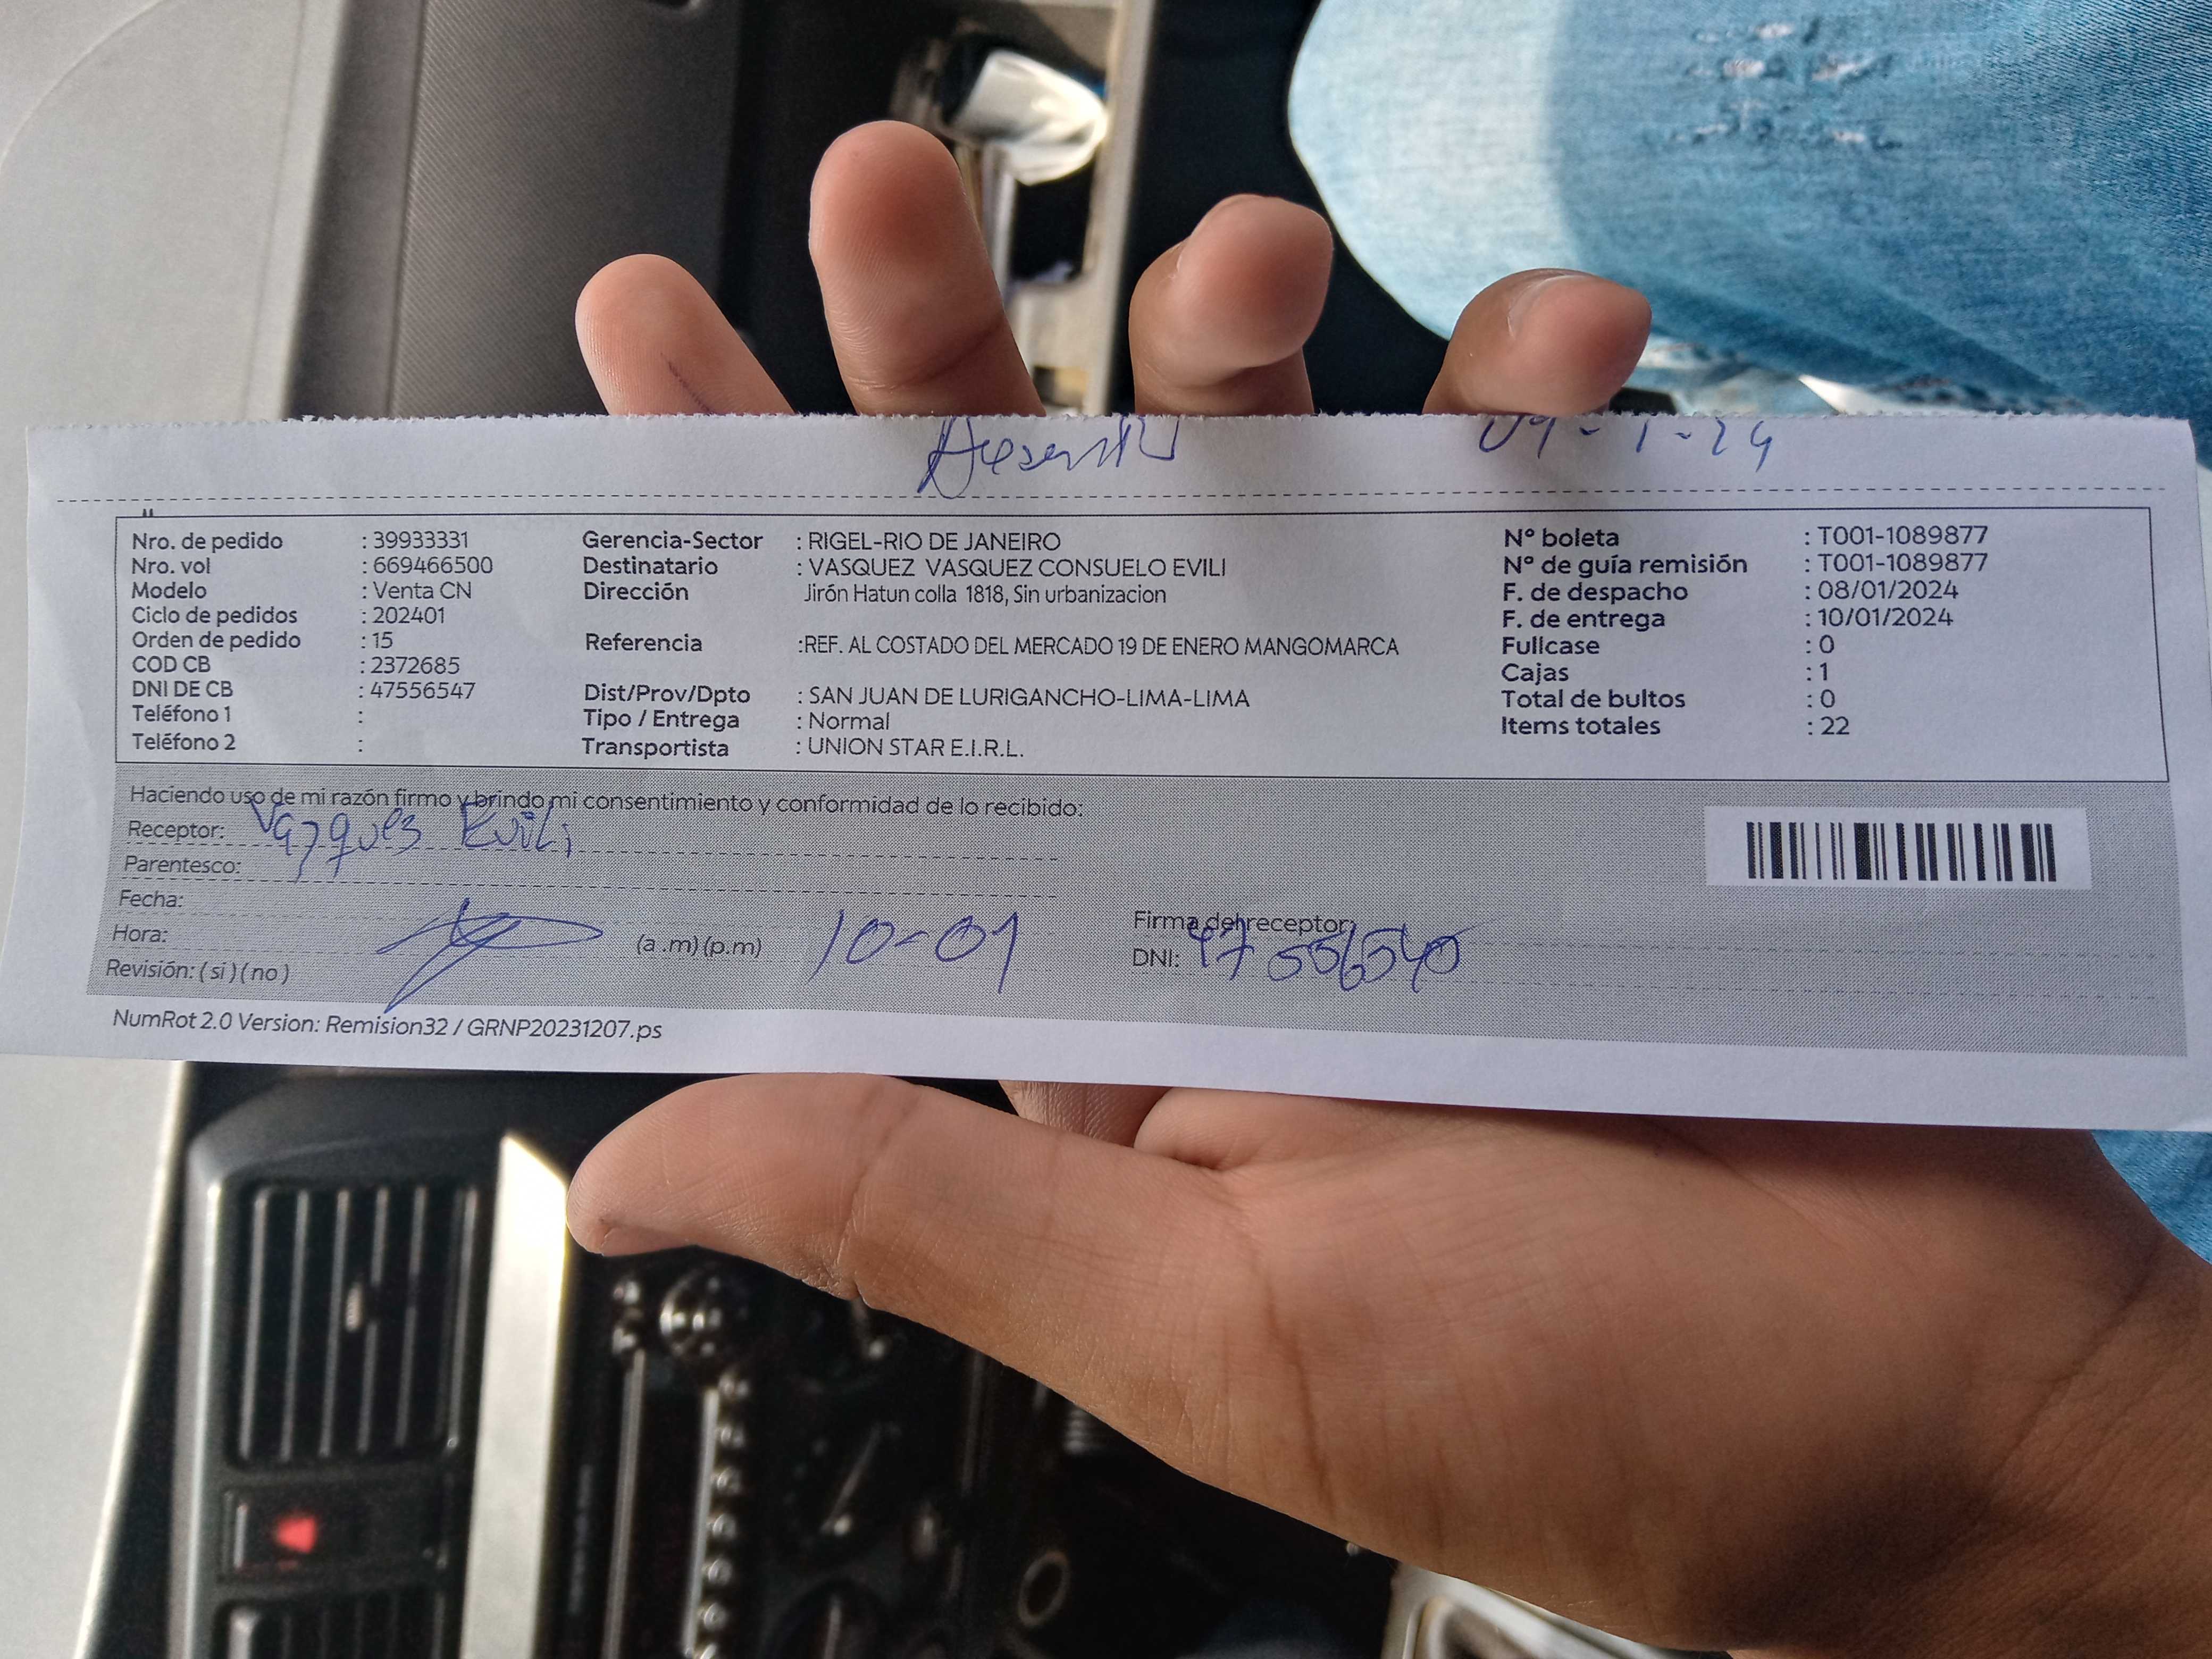 Ausente 09-1-24
Nro. de pedido : 39933331 Gerencia-Sector : RIGEL-RIO DE JANEIRO Nº boleta : T001-1089877
Nro. vol : 669466500 Destinatario : VASQUEZ VASQUEZ CONSUELO EVILI Nº de guía remisión : T001-1089877
Modelo : Venta CN Dirección Jirón Hatun colla 1818, Sin urbanizacion F. de despacho : 08/01/2024
Ciclo de pedidos : 202401 F. de entrega : 10/01/2024
Orden de pedido : 15 Referencia :REF. AL COSTADO DEL MERCADO 19 DE ENERO MANGOMARCA Fullcase : 0
COD CB : 2372685 Cajas : 1
DNI DE CB : 47556547 Dist/Prov/Dpto : SAN JUAN DE LURIGANCHO-LIMA-LIMA Total de bultos : 0
Teléfono 1 : Tipo / Entrega : Normal Items totales : 22
Teléfono 2 : Transportista : UNION STAR E.I.R.L.
Haciendo uso de mi razón firmo y brindo mi consentimiento y conformidad de lo recibido:
Receptor: Vazques Evili
Parentesco:
Fecha:
Firma del receptor:
Hora: (a .m) (p.m) 10-01
DNI:
Revisión: ( si ) ( no )
NumRot 2.0 Version: Remision32 / GRNP20231207.ps